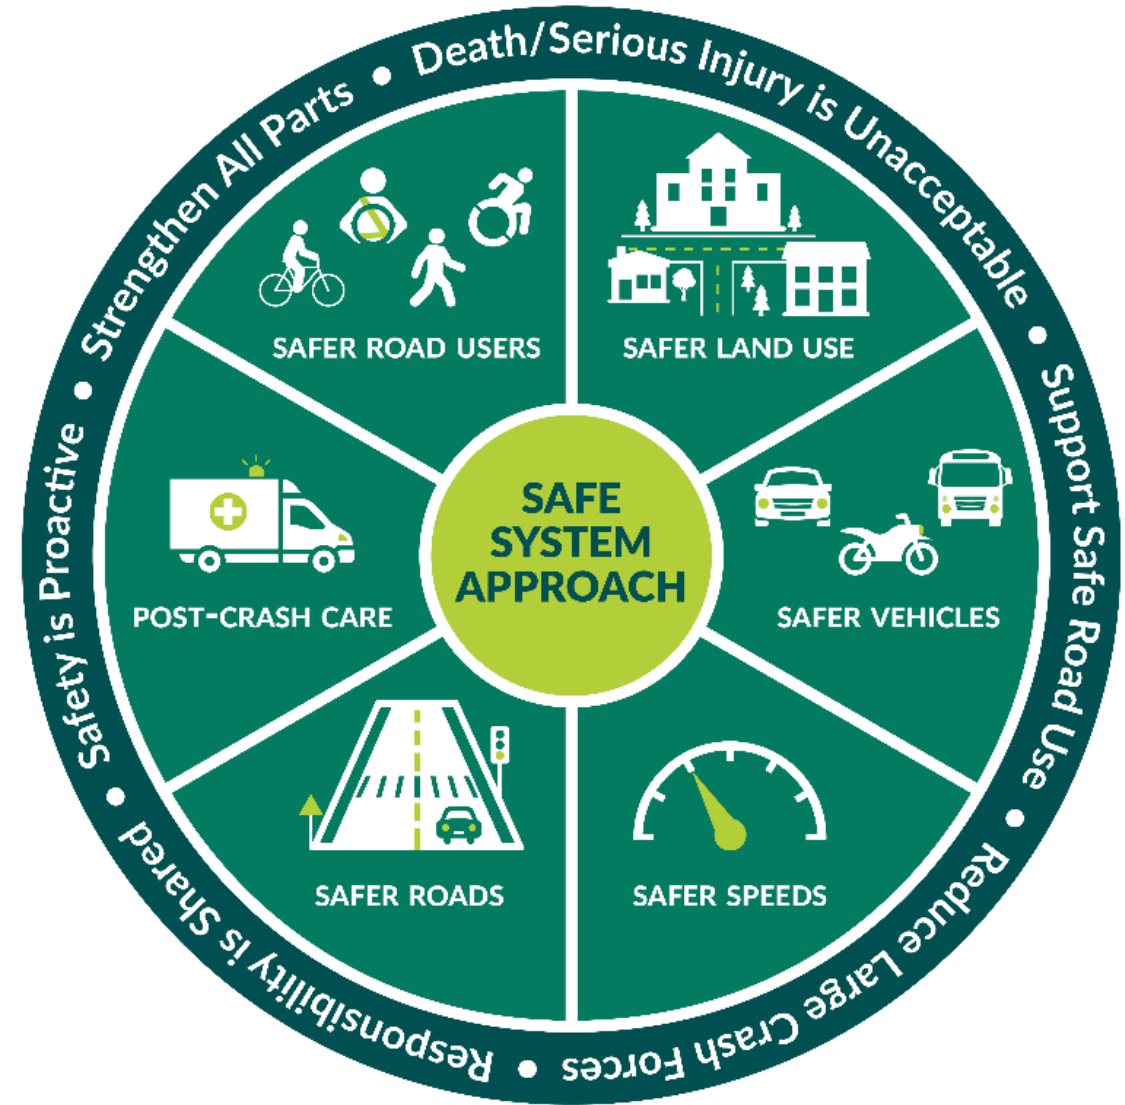 Death/Serious Injury is Unacceptable
Support Safe Road Use
Reduce Large Crash Forces
Responsibility is Shared
Safety is Proactive
Strengthen All Parts
SAFER ROAD USERS
SAFER LAND USE
SAFE
SYSTEM
APPROACH
POST-CRASH CARE
SAFER VEHICLES
SAFER ROADS
SAFER SPEEDS